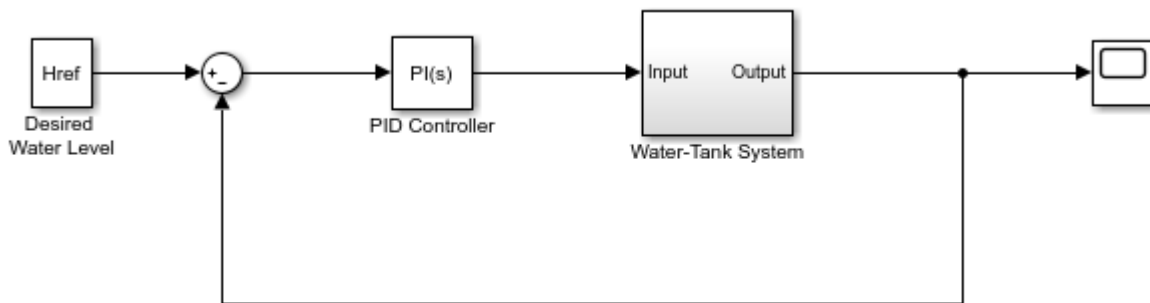 Href
Desired
Water Level
+
-
PI(s)
PID Controller
Input
Output
Water-Tank System